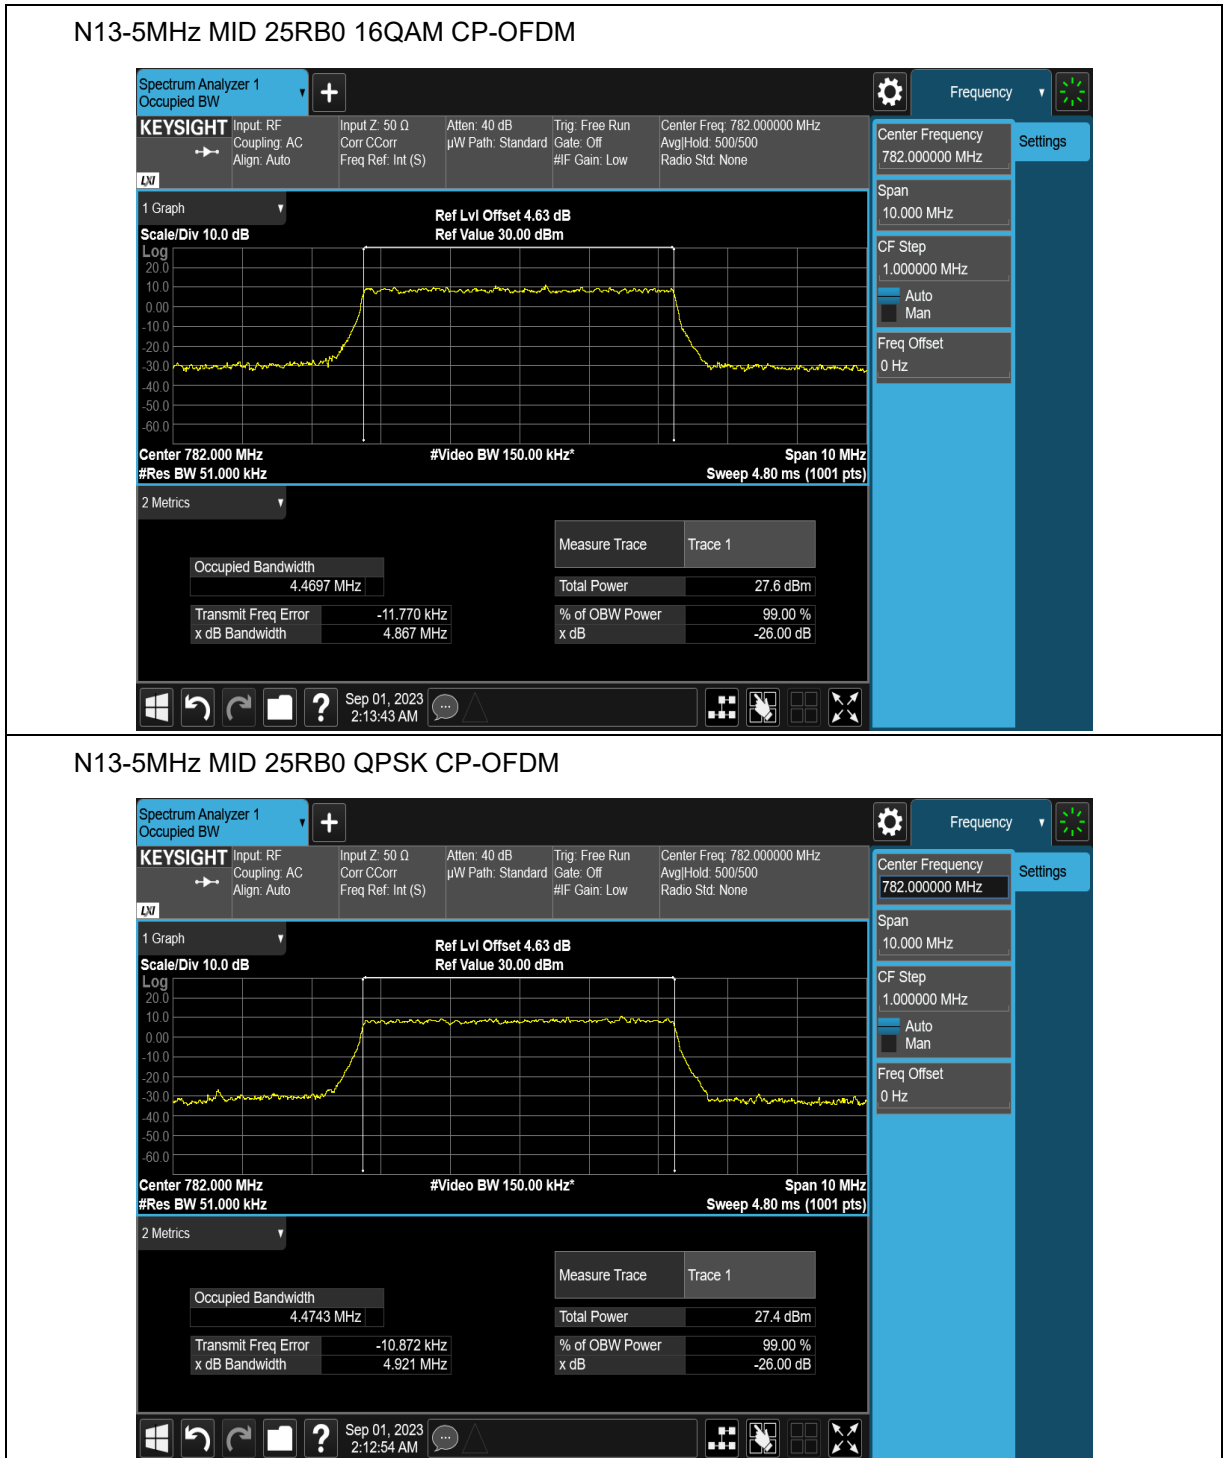 N13-5MHz MID 25RB0 16QAM CP-OFDM
Spectrum Analyzer 1
Occupied BW
Frequency
KEYSIGHT
LXI
Input: RF
Coupling: AC
Align: Auto
Input Z: 50 Ω
Corr CCorr
Freq Ref: Int (S)
Atten: 40 dB
µW Path: Standard
Trig: Free Run
Gate: Off
#IF Gain: Low
Center Freq: 782.000000 MHz
Avg|Hold: 500/500
Radio Std: None
Center Frequency
782.000000 MHz
Settings
Span
10.000 MHz
CF Step
1.000000 MHz
Auto
Man
Freq Offset
0 Hz
1 Graph
Ref Lvl Offset 4.63 dB
Scale/Div 10.0 dB
Ref Value 30.00 dBm
Log
20.0
10.0
0.00
-10.0
-20.0
-30.0
-40.0
-50.0
-60.0
Center 782.000 MHz
#Video BW 150.00 kHz*
Span 10 MHz
#Res BW 51.000 kHz
Sweep 4.80 ms (1001 pts)
2 Metrics
Measure Trace
Trace 1
Occupied Bandwidth
4.4697 MHz
Total Power
27.6 dBm
Transmit Freq Error
-11.770 kHz
% of OBW Power
99.00 %
x dB Bandwidth
4.867 MHz
x dB
-26.00 dB
?
Sep 01, 2023
2:13:43 AM
N13-5MHz MID 25RB0 QPSK CP-OFDM
Spectrum Analyzer 1
Occupied BW
Frequency
KEYSIGHT
LXI
Input: RF
Coupling: AC
Align: Auto
Input Z: 50 Ω
Corr CCorr
Freq Ref: Int (S)
Atten: 40 dB
µW Path: Standard
Trig: Free Run
Gate: Off
#IF Gain: Low
Center Freq: 782.000000 MHz
Avg|Hold: 500/500
Radio Std: None
Center Frequency
782.000000 MHz
Settings
Span
10.000 MHz
CF Step
1.000000 MHz
Auto
Man
Freq Offset
0 Hz
1 Graph
Ref Lvl Offset 4.63 dB
Scale/Div 10.0 dB
Ref Value 30.00 dBm
Log
20.0
10.0
0.00
-10.0
-20.0
-30.0
-40.0
-50.0
-60.0
Center 782.000 MHz
#Video BW 150.00 kHz*
Span 10 MHz
#Res BW 51.000 kHz
Sweep 4.80 ms (1001 pts)
2 Metrics
Measure Trace
Trace 1
Occupied Bandwidth
4.4743 MHz
Total Power
27.4 dBm
Transmit Freq Error
-10.872 kHz
% of OBW Power
99.00 %
x dB Bandwidth
4.921 MHz
x dB
-26.00 dB
?
Sep 01, 2023
2:12:54 AM